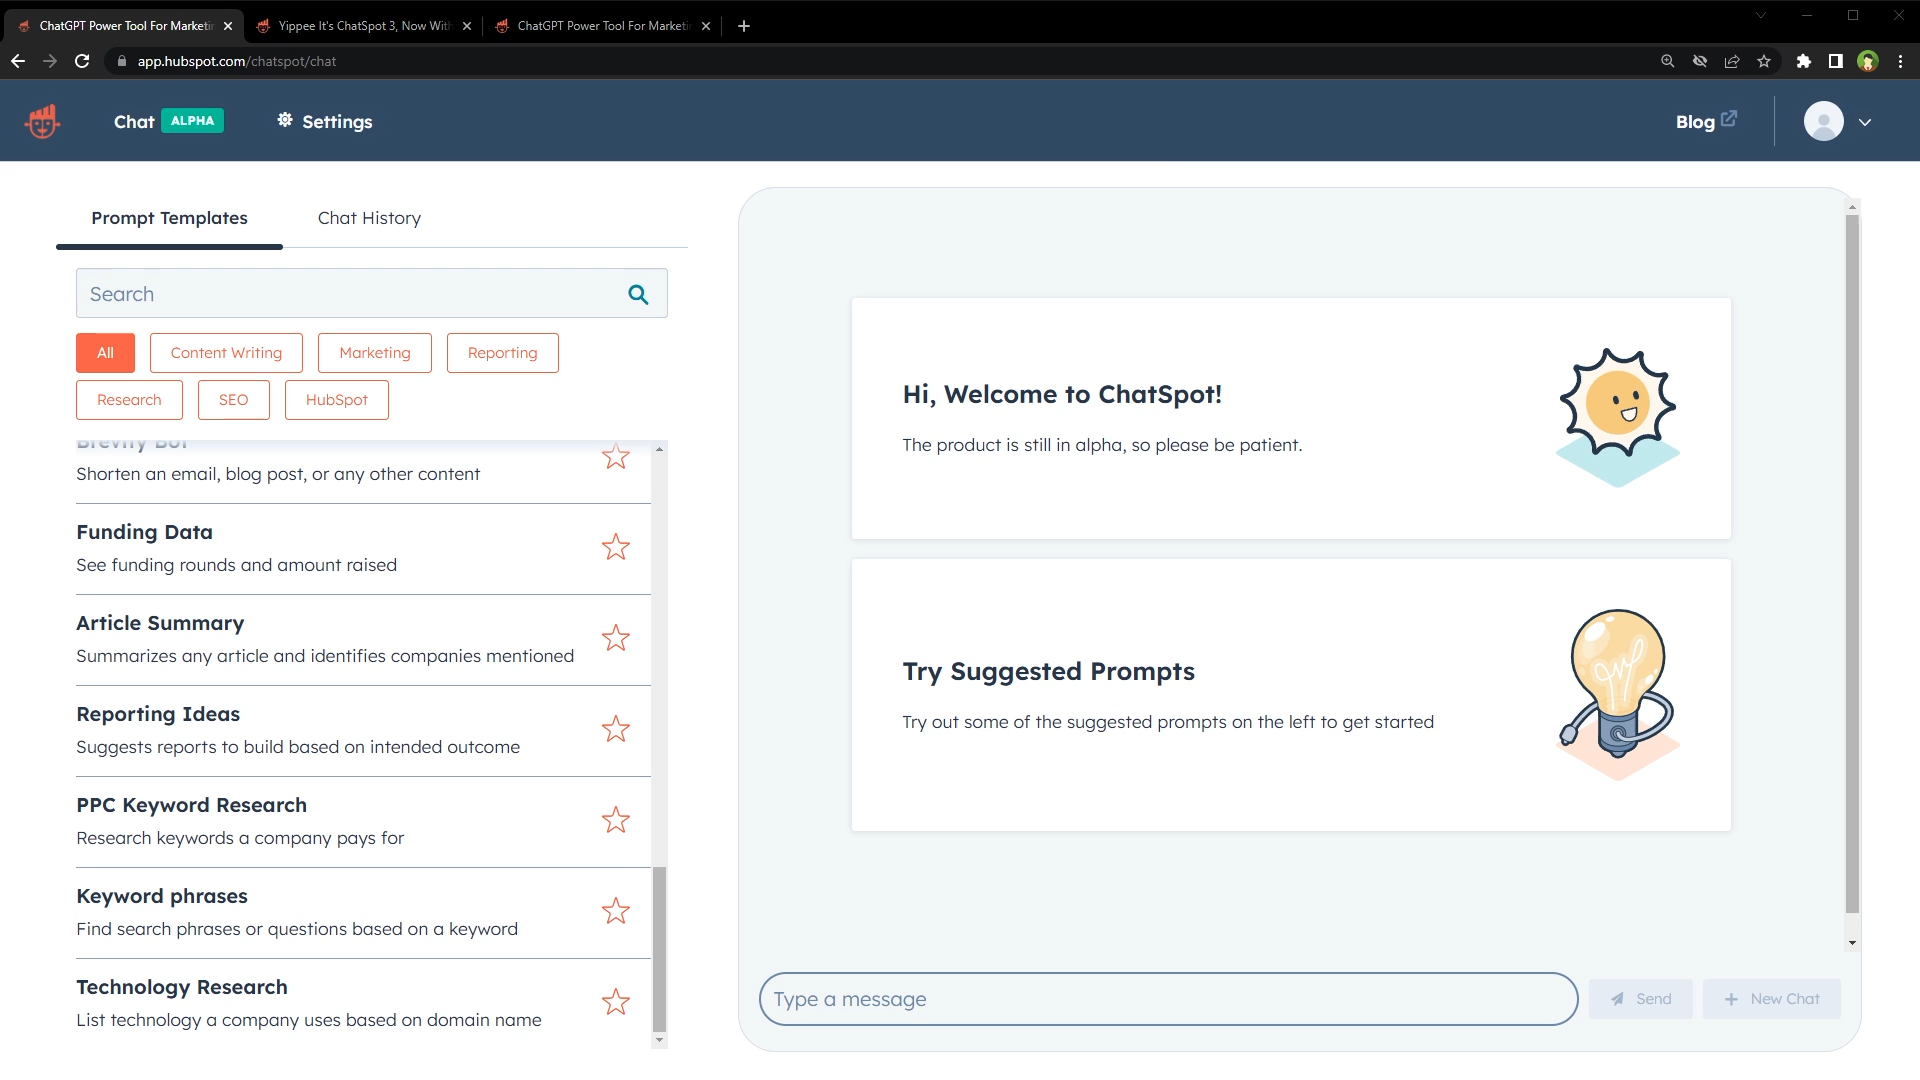 ChatGPT Power Tool For Marketi
Yippee It's ChatSpot 3, Now With
ChatGPT Power Tool For Marketi
app.hubspot.com/chatspot/chat
Chat ALPHA
Settings
Blog
Prompt Templates
Chat History
Search
All
Content Writing
Marketing
Reporting
Research
SEO
HubSpot
Brevity Bot
Shorten an email, blog post, or any other content
Funding Data
See funding rounds and amount raised
Article Summary
Summarizes any article and identifies companies mentioned
Reporting Ideas
Suggests reports to build based on intended outcome
PPC Keyword Research
Research keywords a company pays for
Keyword phrases
Find search phrases or questions based on a keyword
Technology Research
List technology a company uses based on domain name
Hi, Welcome to ChatSpot!
The product is still in alpha, so please be patient.
Try Suggested Prompts
Try out some of the suggested prompts on the left to get started
Type a message
Send
New Chat